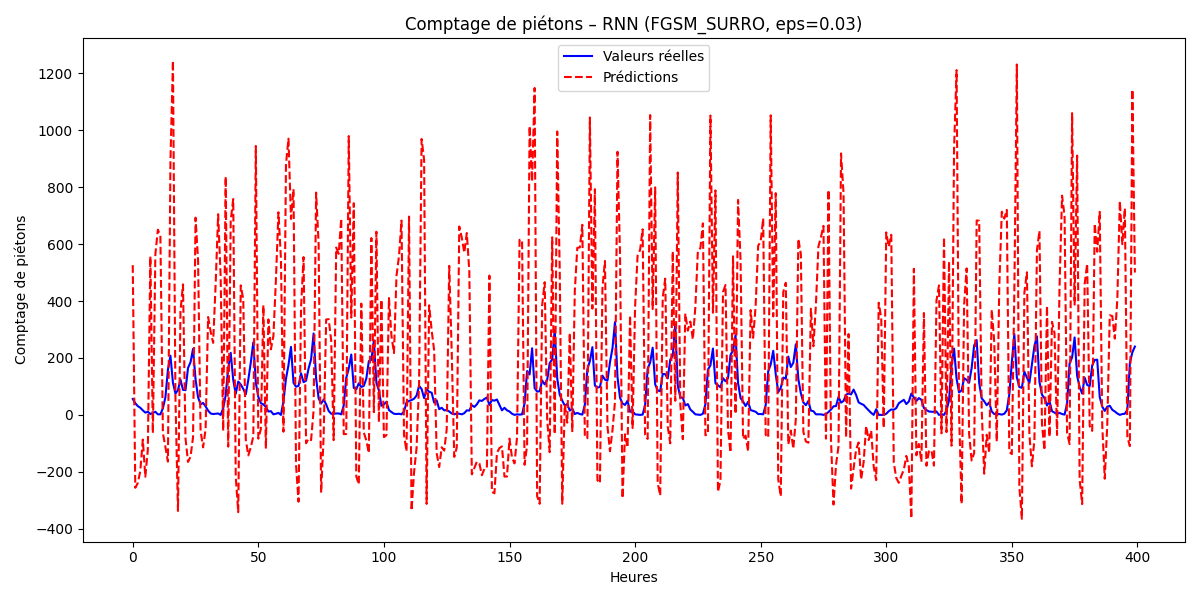 Comptage de piétons – RNN (FGSM_SURRO, eps=0.03)
Valeurs réelles
Prédictions
Comptage de piétons
1200
1000
800
600
400
200
0
−200
−400
0 50 100 150 200 250 300 350 400
Heures